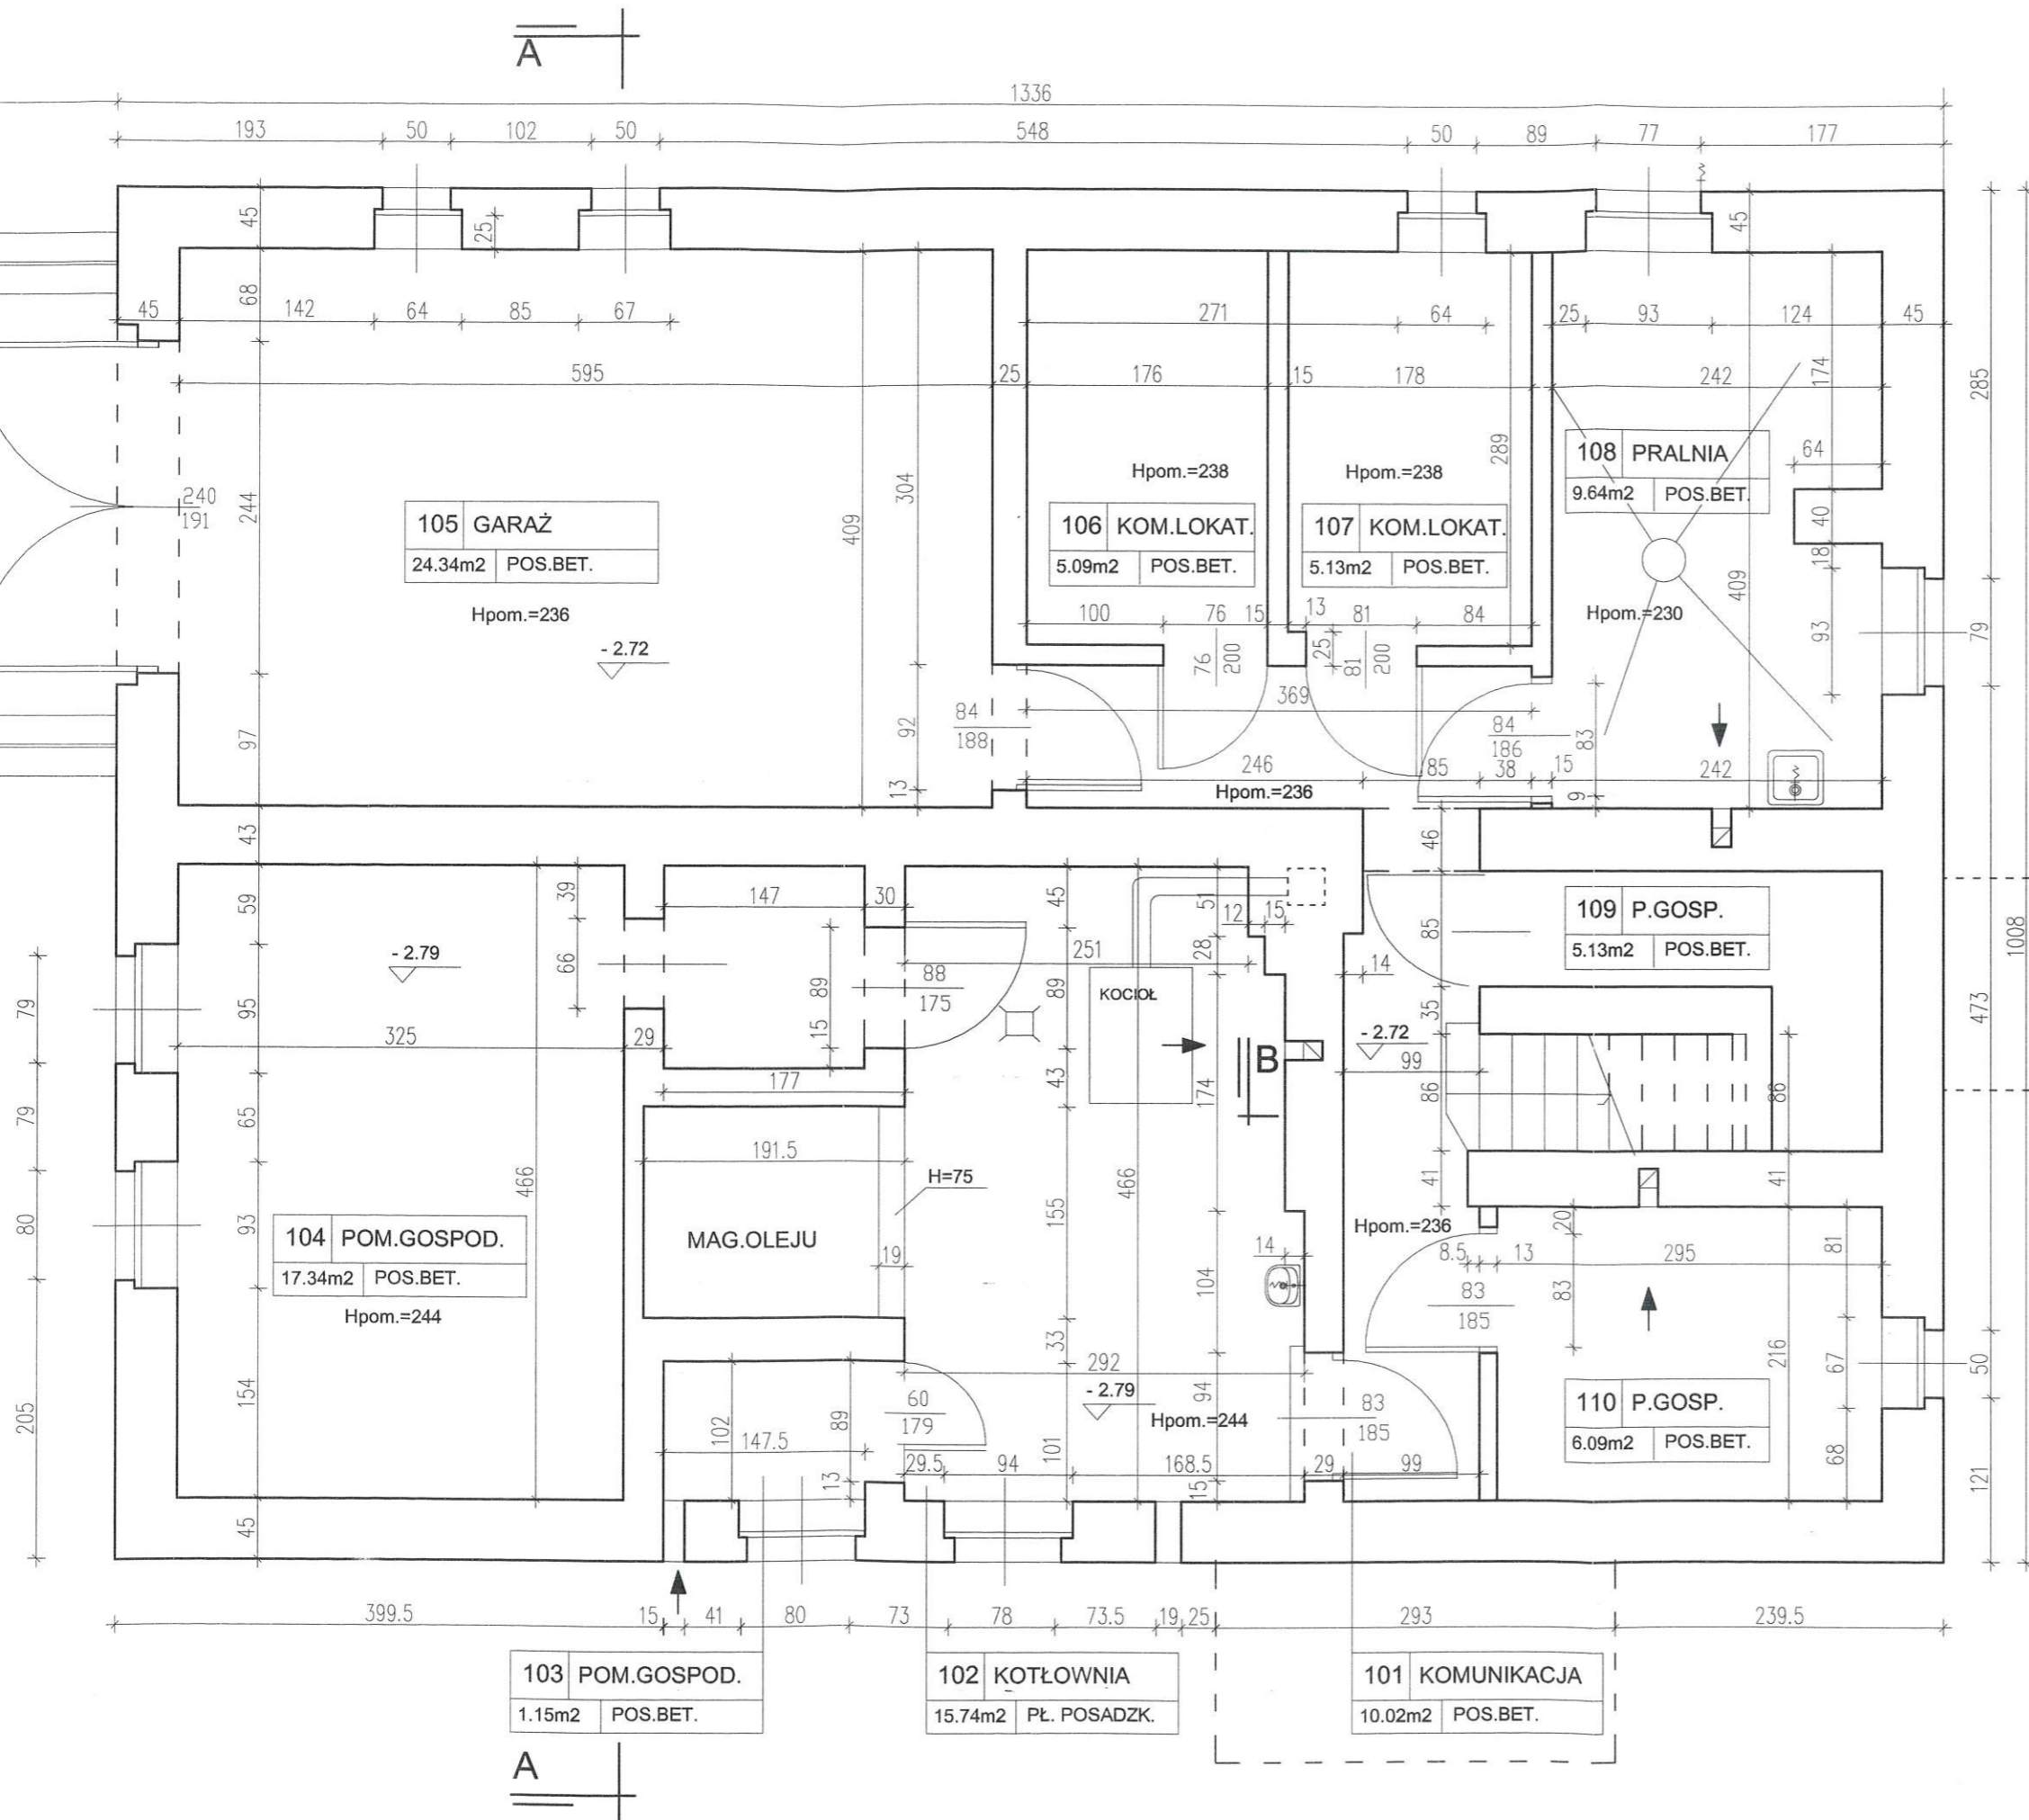 A
1336
193 50 102 50 548 50 89 77 177
45 25 45
68
45 142 64 85 67 271 64 25 93 124 45
595 25 176 15 178 242 174 285
240
191
244 304 409 289 64 40 18 409 93 79
105 GARAŻ
24.34m2 POS.BET.
Hpom.=236
- 2.72
Hpom.=238
106 KOM.LOKAT.
5.09m2 POS.BET.
Hpom.=238
107 KOM.LOKAT.
5.13m2 POS.BET.
108 PRALNIA
9.64m2 POS.BET.
Hpom.=230
100 76 15 13 81 84
76
200
25
81
200
369
97 92 13
84
188
84
186
83
246 85 38 15 242
9
Hpom.=236
43 46
59 39 147 30 45 51 12 15
- 2.79
66 89 251 28 85 14
109 P.GOSP.
5.13m2 POS.BET.
1008
79 95
88
175
89 KOCIOŁ 35 473
325 29 15
B
- 2.72
99
177 43 174 86 86
79 65
191.5
H=75
466 155 466 41 41
80 93
104 POM.GOSPOD.
17.34m2 POS.BET.
Hpom.=244
MAG.OLEJU
19 14 104
Hpom.=236
20
8.5 13 295 81
83
83
185
33 292 216 67 50
205 154
102 89
60
179
- 2.79
94
Hpom.=244
83
185
110 P.GOSP.
6.09m2 POS.BET.
147.5 101 68 121
29.5 94 168.5 29 99
13 15
45
399.5 15 41 80 73 78 73.5 19 25 293 239.5
103 POM.GOSPOD.
1.15m2 POS.BET.
102 KOTŁOWNIA
15.74m2 PŁ. POSADZK.
101 KOMUNIKACJA
10.02m2 POS.BET.
A